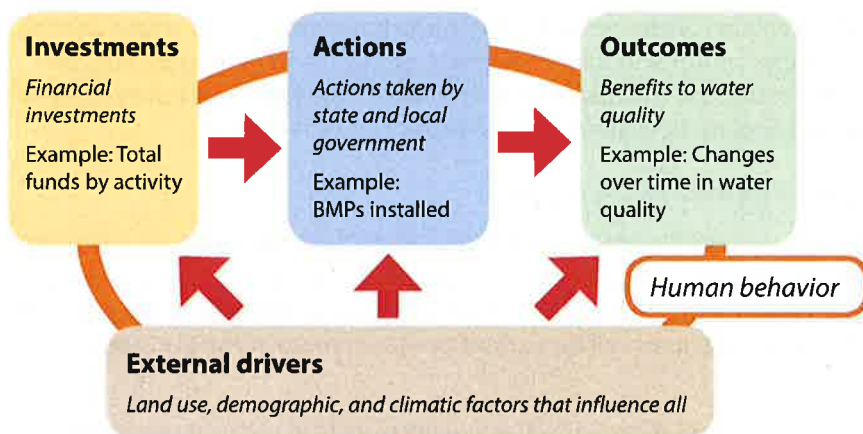 Investments
Financial
investments
Example: Total
funds by activity
Actions
Actions taken by
state and local
government
Example:
BMPs installed
Outcomes
Benefits to water
quality
Example: Changes
over time in water
quality
Human behavior
External drivers
Land use, demographic, and climatic factors that influence all